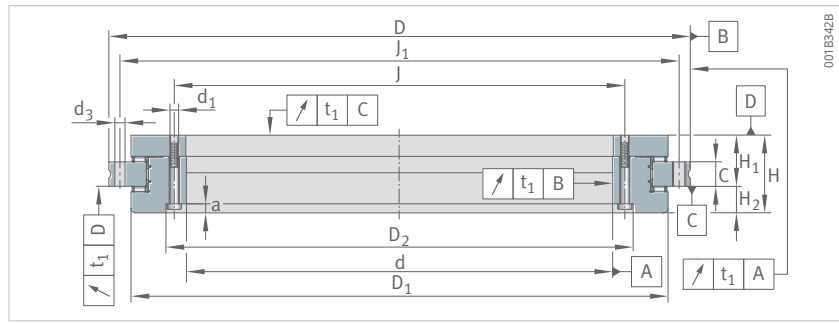 D
B
001B342B
J₁
J
d₃
d₁
t₁ C
D
C
H₁
H
t₁ B
H₂
a
C
t₁ D
D₂
d
A
t₁ A
D₁